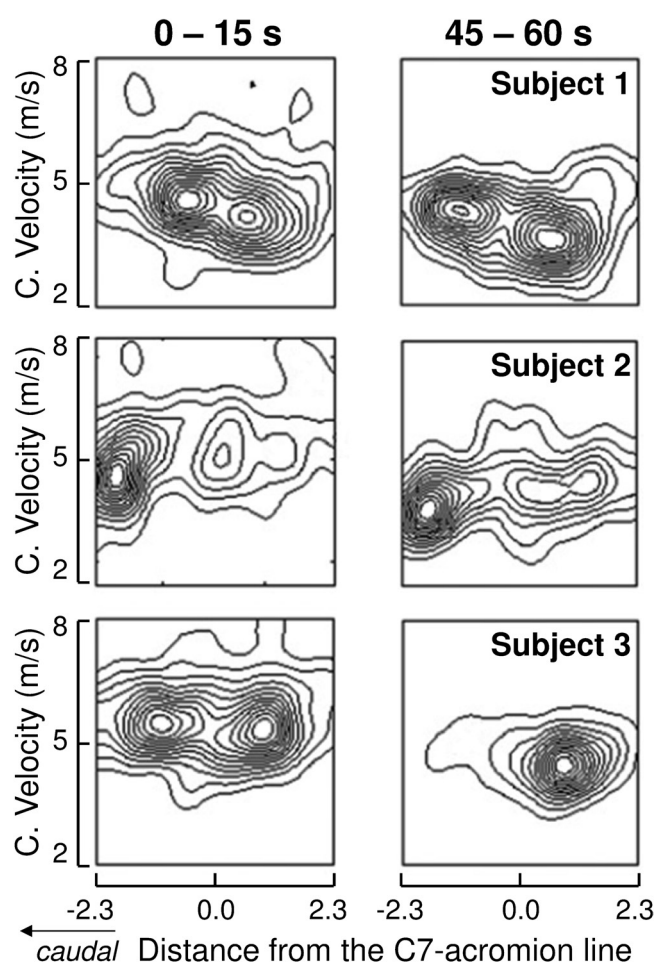 0 – 15 s
45 – 60 s
8
C. Velocity (m/s)
5
2
Subject 1
8
C. Velocity (m/s)
5
2
Subject 2
8
C. Velocity (m/s)
5
2
Subject 3
-2.3
0.0
2.3
-2.3
0.0
2.3
caudal
Distance from the C7-acromion line